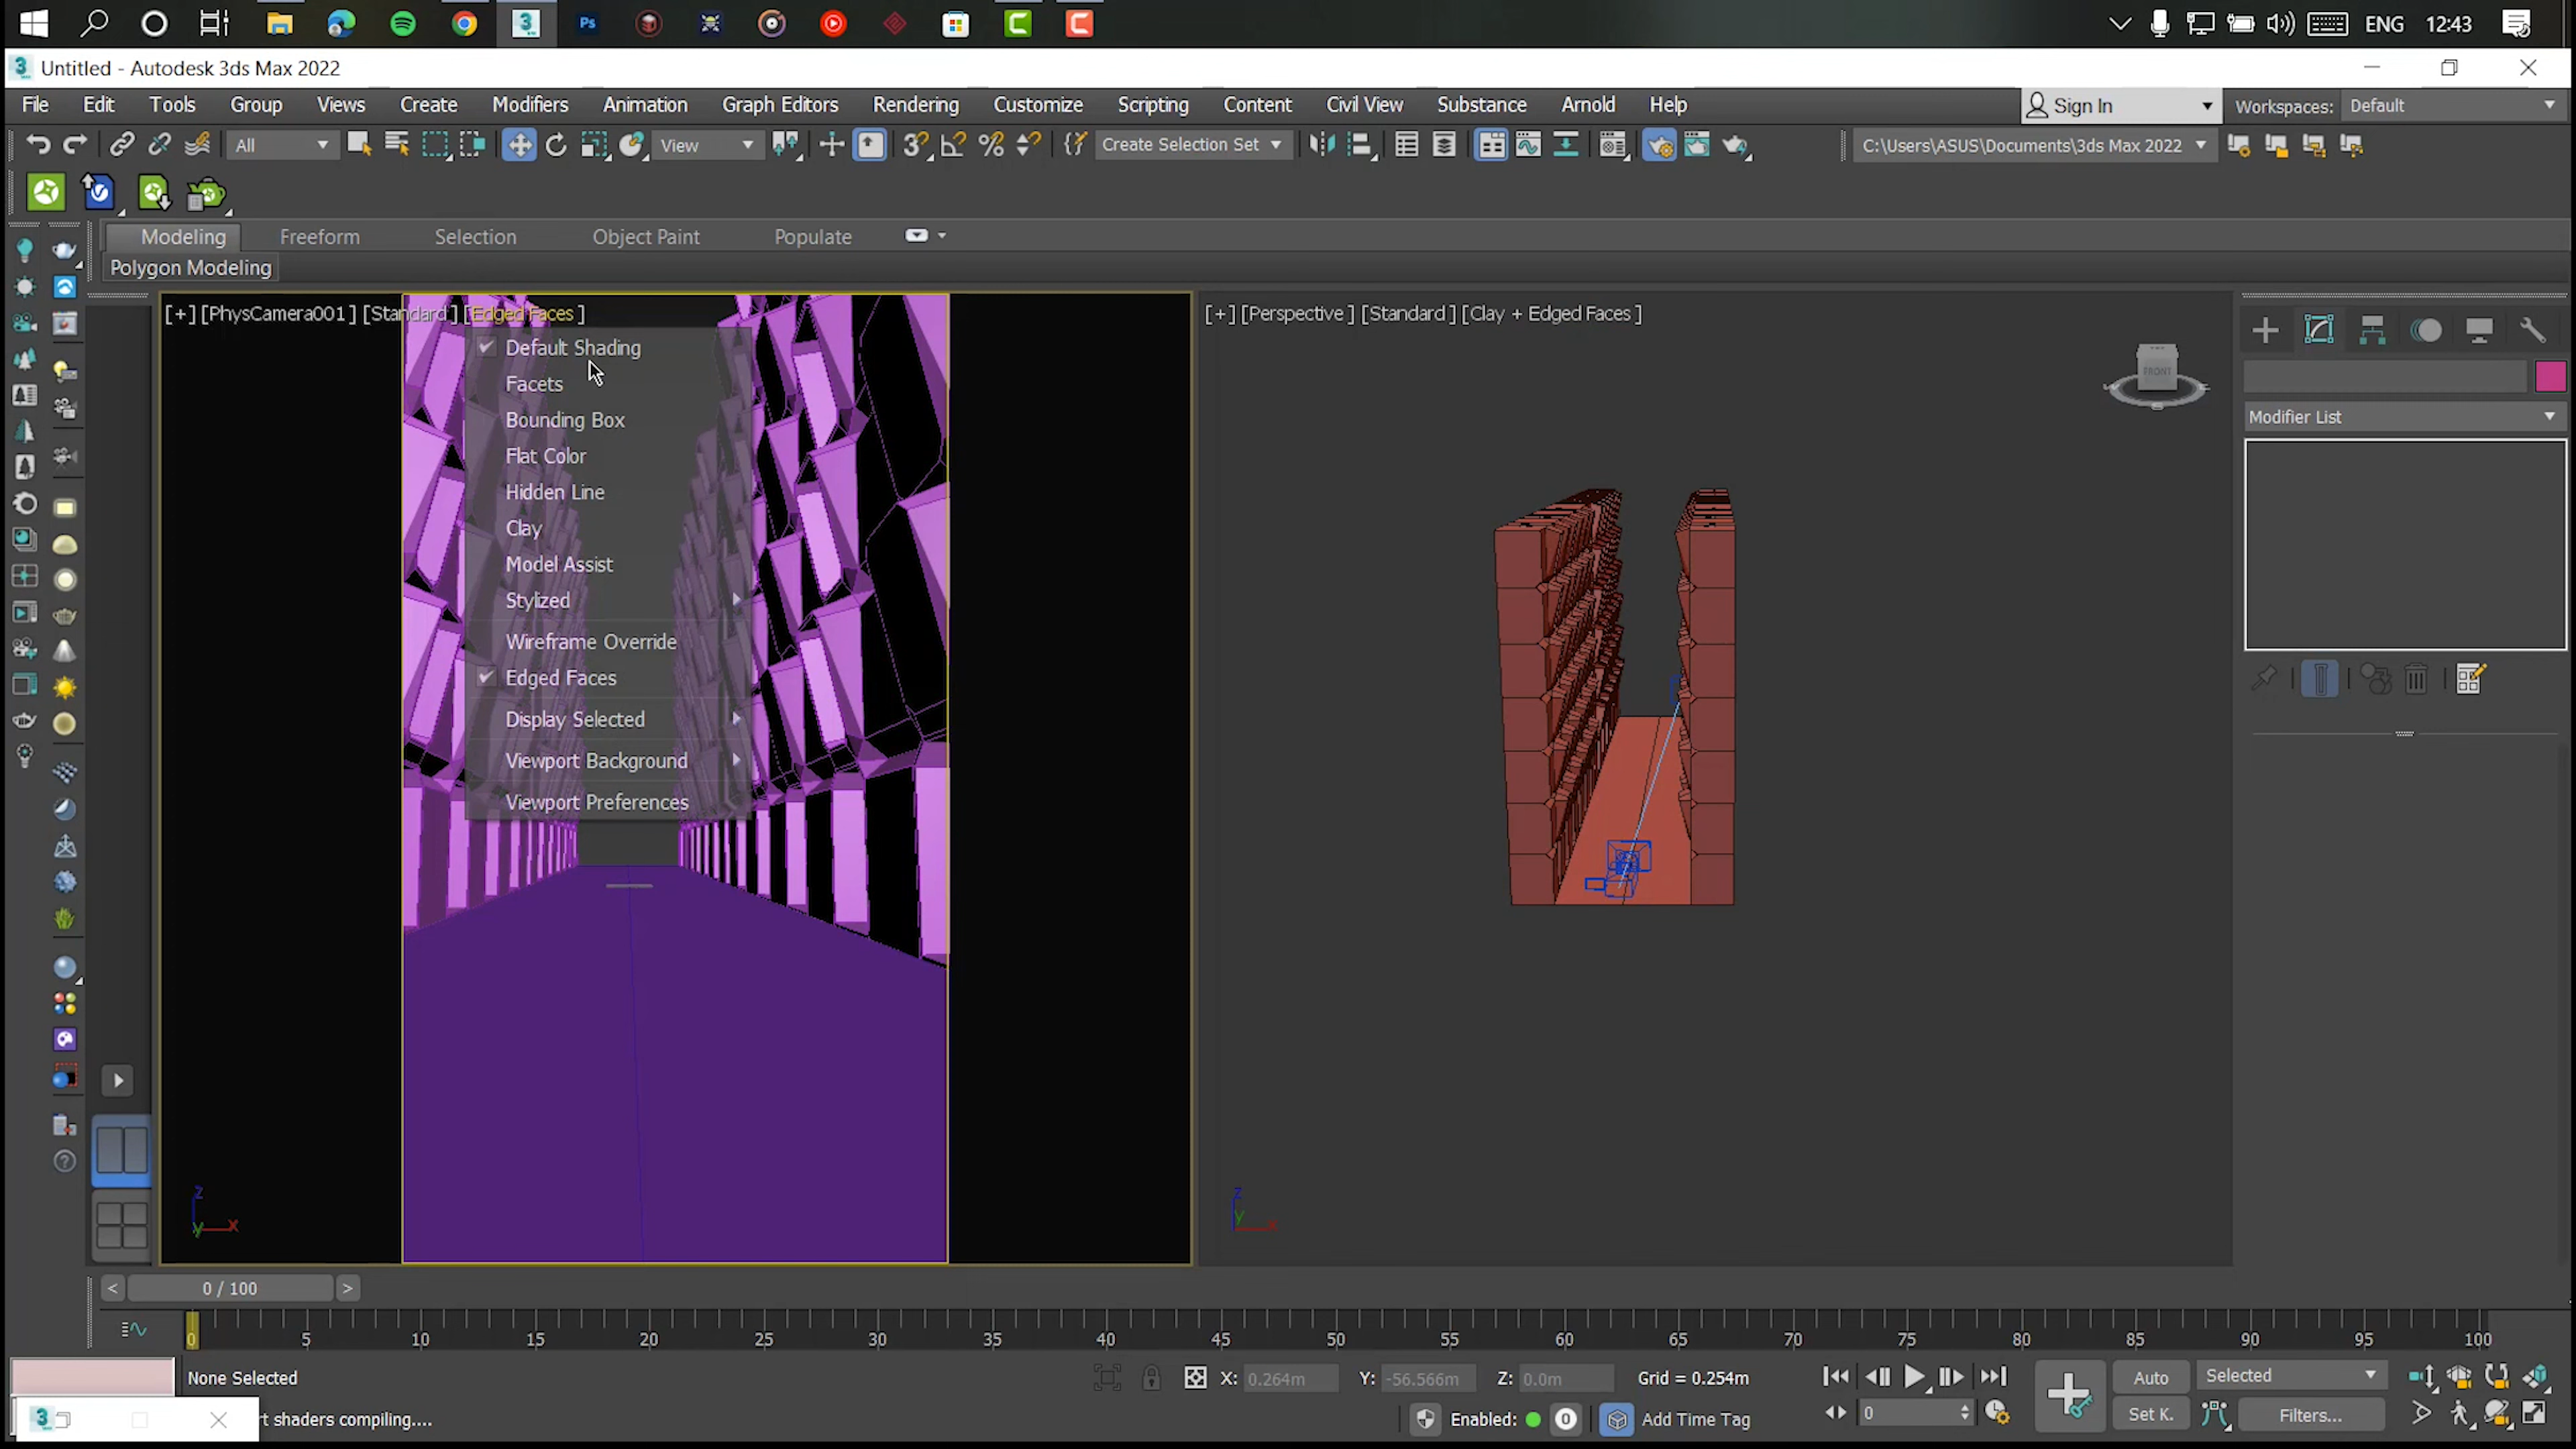 Ps
ENG
12:43
3
Untitled - Autodesk 3ds Max 2022
File Edit Tools Group Views Create Modifiers Animation Graph Editors Rendering Customize Scripting Content Civil View Substance Arnold Help
Sign In
Workspaces: Default
All
View
Create Selection Set
C:\Users\ASUS\Documents\3ds Max 2022
Modeling Freeform Selection Object Paint Populate
Polygon Modeling
[+] [PhysCamera001] [Standard] [Edged Faces]
[+] [Perspective] [Standard] [Clay + Edged Faces]
Default Shading
Facets
Bounding Box
Flat Color
Hidden Line
Clay
Model Assist
Stylized
Wireframe Override
Edged Faces
Display Selected
Viewport Background
Viewport Preferences
FRONT
Modifier List
z
y
x
z
y
x
< 0 / 100 >
0 5 10 15 20 25 30 35 40 45 50 55 60 65 70 75 80 85 90 95 100
None Selected
X: 0.264m Y: -56.566m Z: 0.0m Grid = 0.254m
Auto
Selected
rt shaders compiling....
Enabled: 0
Add Time Tag
0
Set K.
Filters...